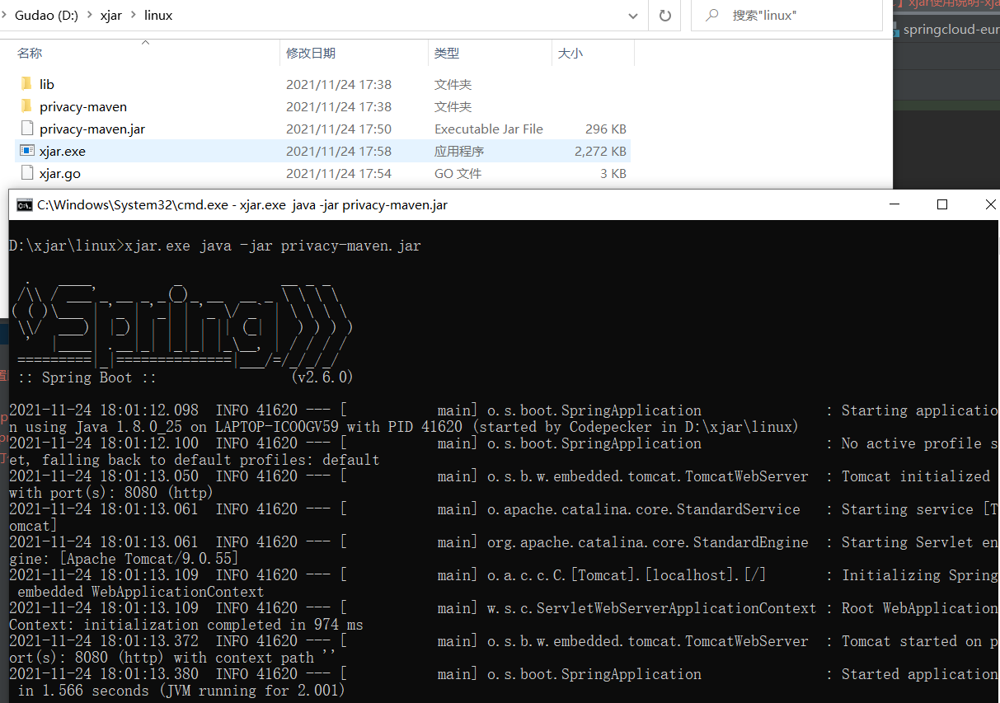 Gudao (D:) > xjar > linux
搜索"linux"
】xjar使用说明-xja
springcloud-eur
名称 修改日期 类型 大小
lib 2021/11/24 17:38 文件夹
privacy-maven 2021/11/24 17:38 文件夹
privacy-maven.jar 2021/11/24 17:50 Executable Jar File 296 KB
xjar.exe 2021/11/24 17:58 应用程序 2,272 KB
xjar.go 2021/11/24 17:54 GO 文件 3 KB
C:\Windows\System32\cmd.exe - xjar.exe java -jar privacy-maven.jar
D:\xjar\linux>xjar.exe java -jar privacy-maven.jar
Spring
:: Spring Boot :: (v2.6.0)
2021-11-24 18:01:12.098 INFO 41620 --- [ main] o.s.boot.SpringApplication : Starting applicatio
n using Java 1.8.0_25 on LAPTOP-ICO0GV59 with PID 41620 (started by Codepecker in D:\xjar\linux)
2021-11-24 18:01:12.100 INFO 41620 --- [ main] o.s.boot.SpringApplication : No active profile s
et, falling back to default profiles: default
2021-11-24 18:01:13.050 INFO 41620 --- [ main] o.s.b.w.embedded.tomcat.TomcatWebServer : Tomcat initialized
with port(s): 8080 (http)
2021-11-24 18:01:13.061 INFO 41620 --- [ main] o.apache.catalina.core.StandardService : Starting service [T
omcat]
2021-11-24 18:01:13.061 INFO 41620 --- [ main] org.apache.catalina.core.StandardEngine : Starting Servlet en
gine: [Apache Tomcat/9.0.55]
2021-11-24 18:01:13.109 INFO 41620 --- [ main] o.a.c.c.C.[Tomcat].[localhost].[/] : Initializing Spring
embedded WebApplicationContext
2021-11-24 18:01:13.109 INFO 41620 --- [ main] w.s.c.ServletWebServerApplicationContext : Root WebApplication
Context: initialization completed in 974 ms
2021-11-24 18:01:13.372 INFO 41620 --- [ main] o.s.b.w.embedded.tomcat.TomcatWebServer : Tomcat started on p
ort(s): 8080 (http) with context path ''
2021-11-24 18:01:13.380 INFO 41620 --- [ main] o.s.boot.SpringApplication : Started application
in 1.566 seconds (JVM running for 2.001)